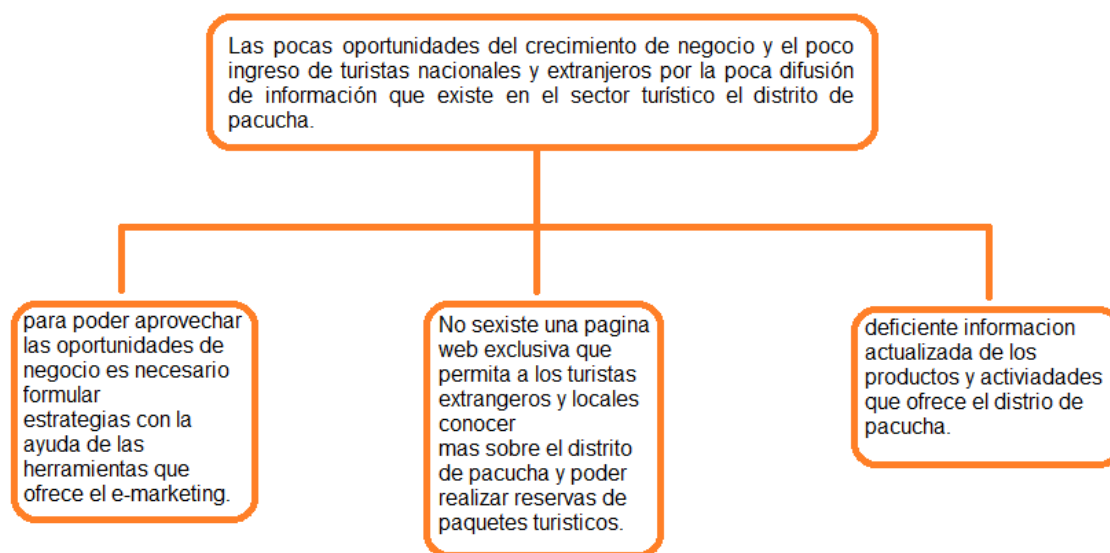 Las pocas oportunidades del crecimiento de negocio y el poco
ingreso de turistas nacionales y extranjeros por la poca difusión
de información que existe en el sector turístico el distrito de
pacucha.
para poder aprovechar
las oportunidades de
negocio es necesario
formular
estrategias con la
ayuda de las
herramientas que
ofrece el e-marketing.
No sexiste una pagina
web exclusiva que
permita a los turistas
extrangeros y locales
conocer
mas sobre el distrito
de pacucha y poder
realizar reservas de
paquetes turisticos.
deficiente informacion
actualizada de los
productos y activiadades
que ofrece el distrio de
pacucha.